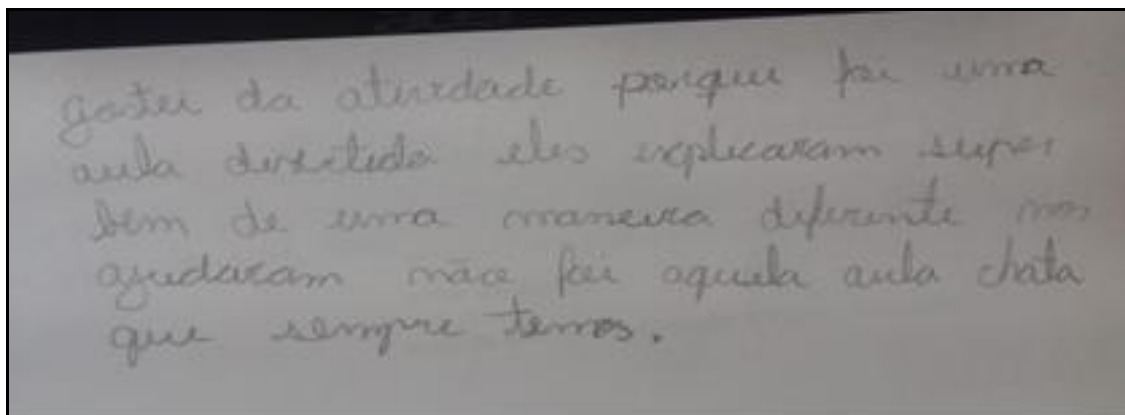 gostei da atividade porque foi uma
aula divertida eles explicaram super
bem de uma maneira diferente nos
ajudaram não foi aquela aula chata
que sempre temos.